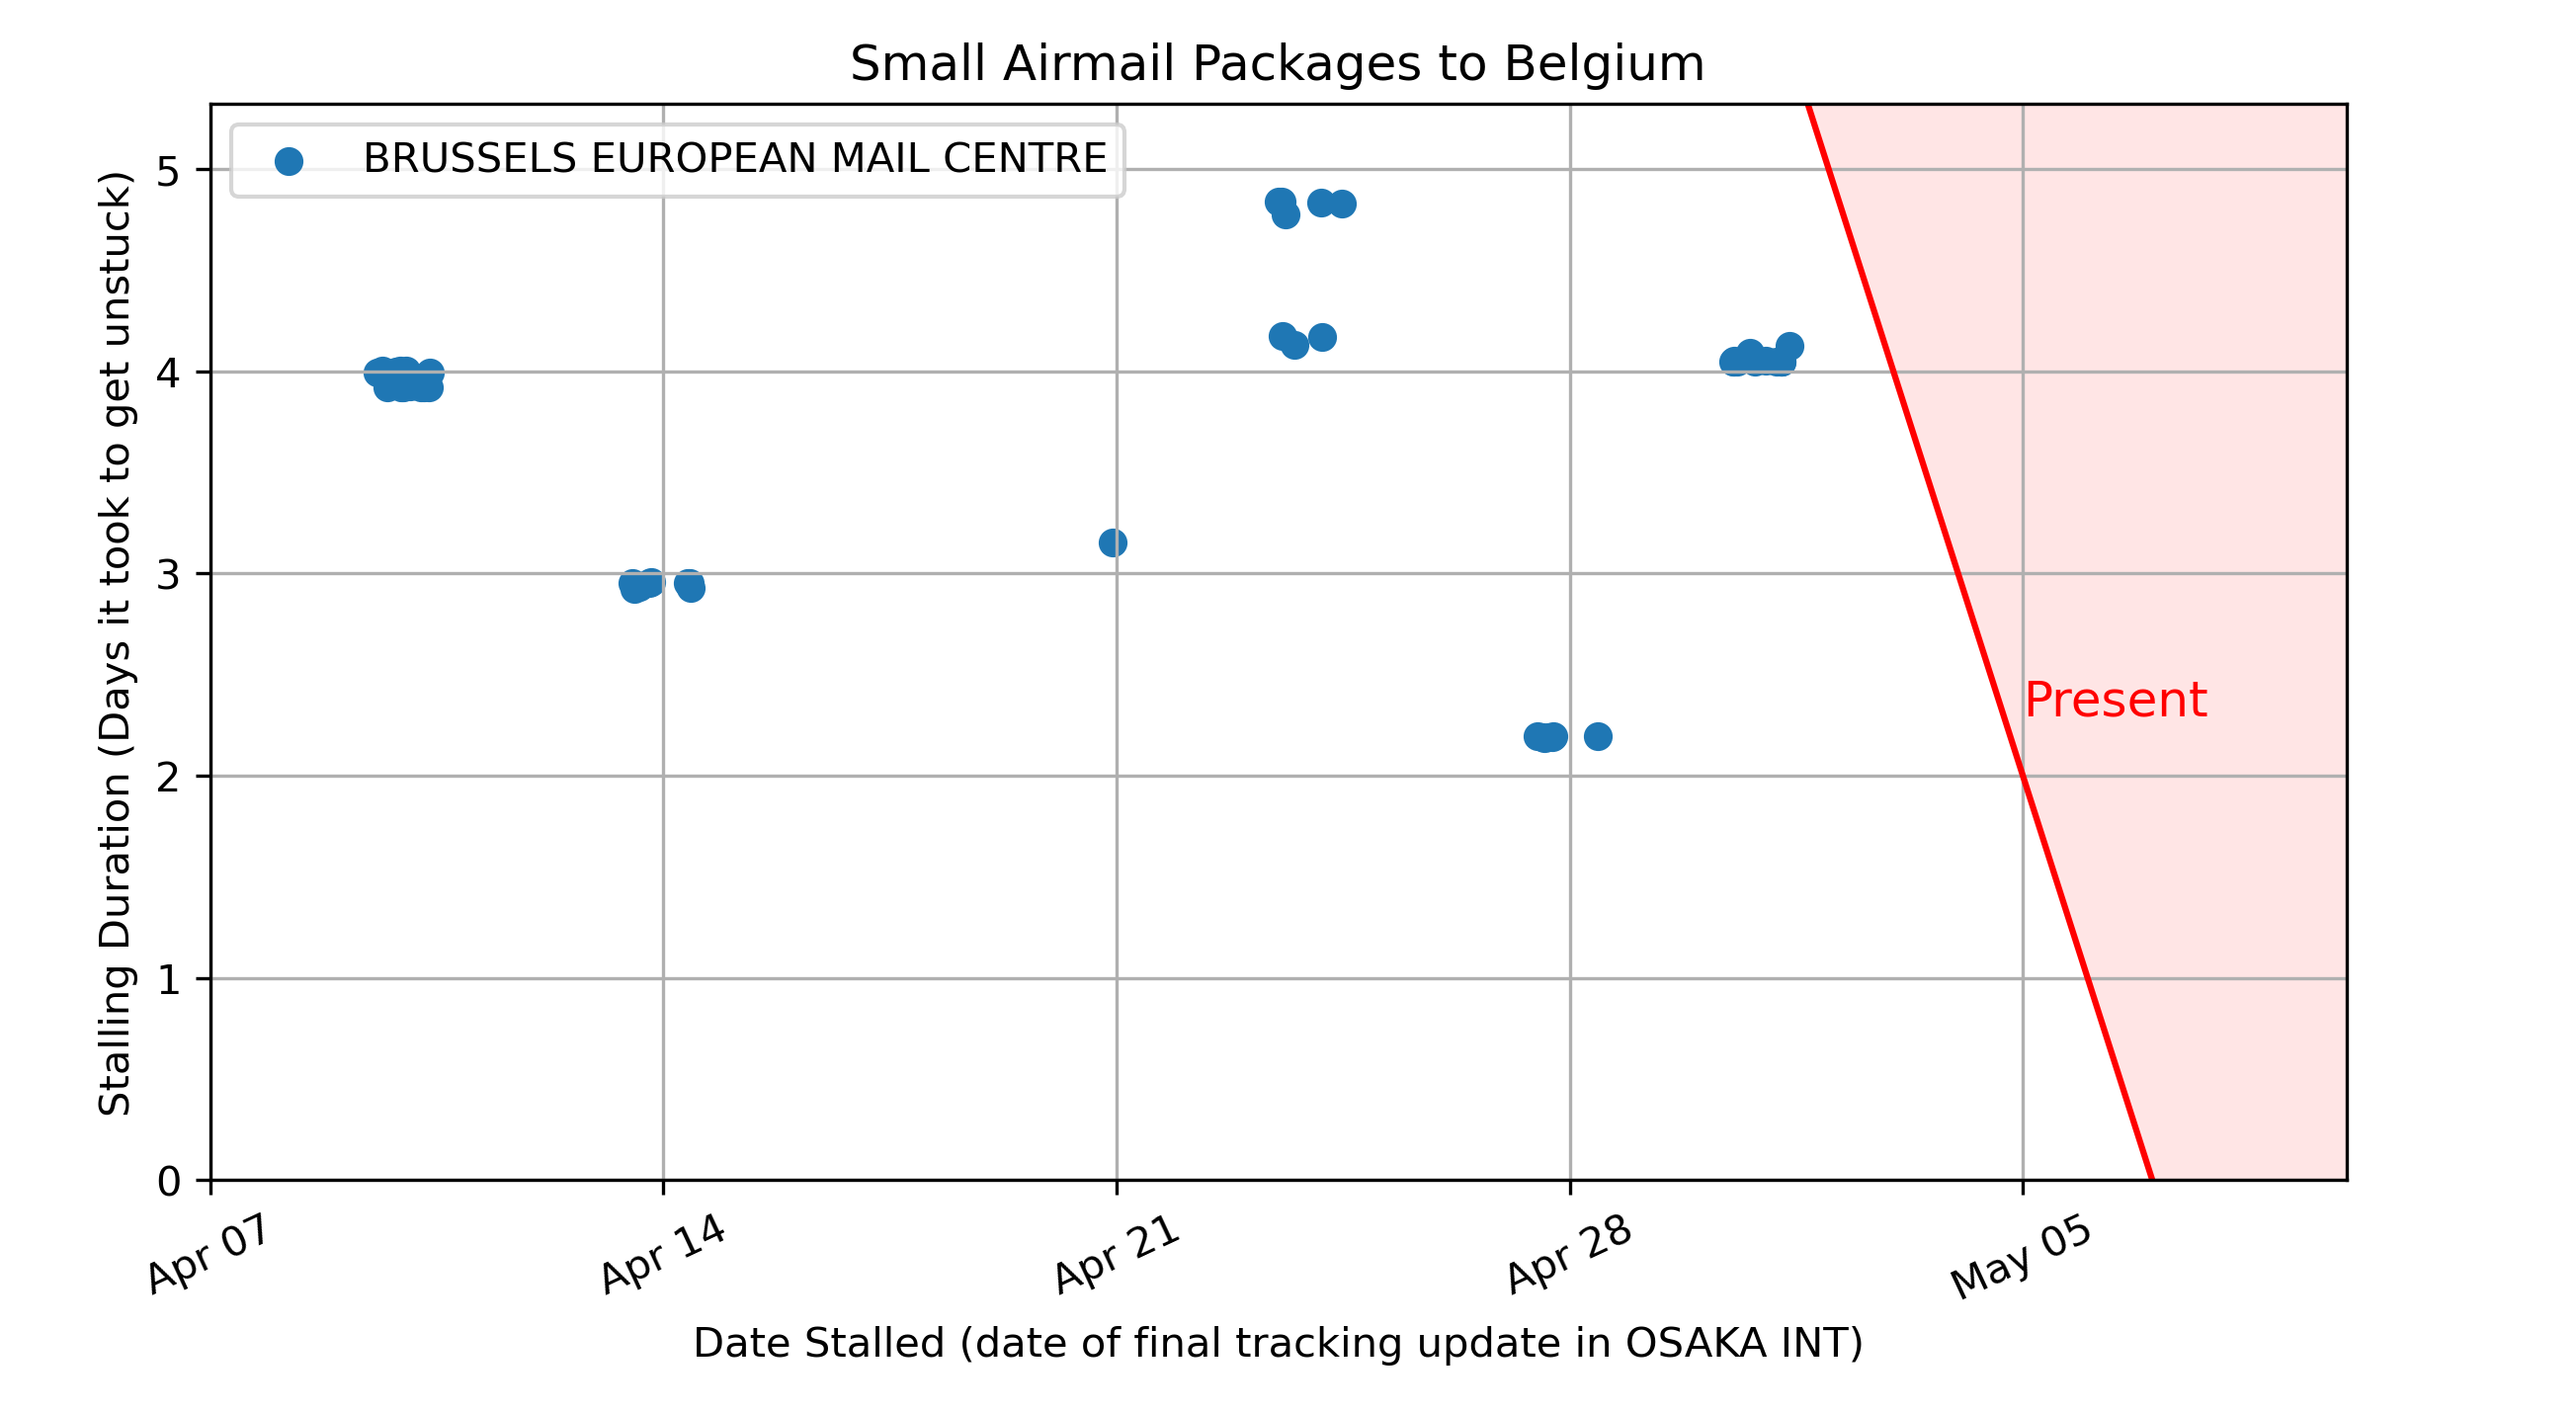 Small Airmail Packages to Belgium
BRUSSELS EUROPEAN MAIL CENTRE
Stalling Duration (Days it took to get unstuck)
5
4
3
2
1
0
Present
Apr 07
Apr 14
Apr 21
Apr 28
May 05
Date Stalled (date of final tracking update in OSAKA INT)